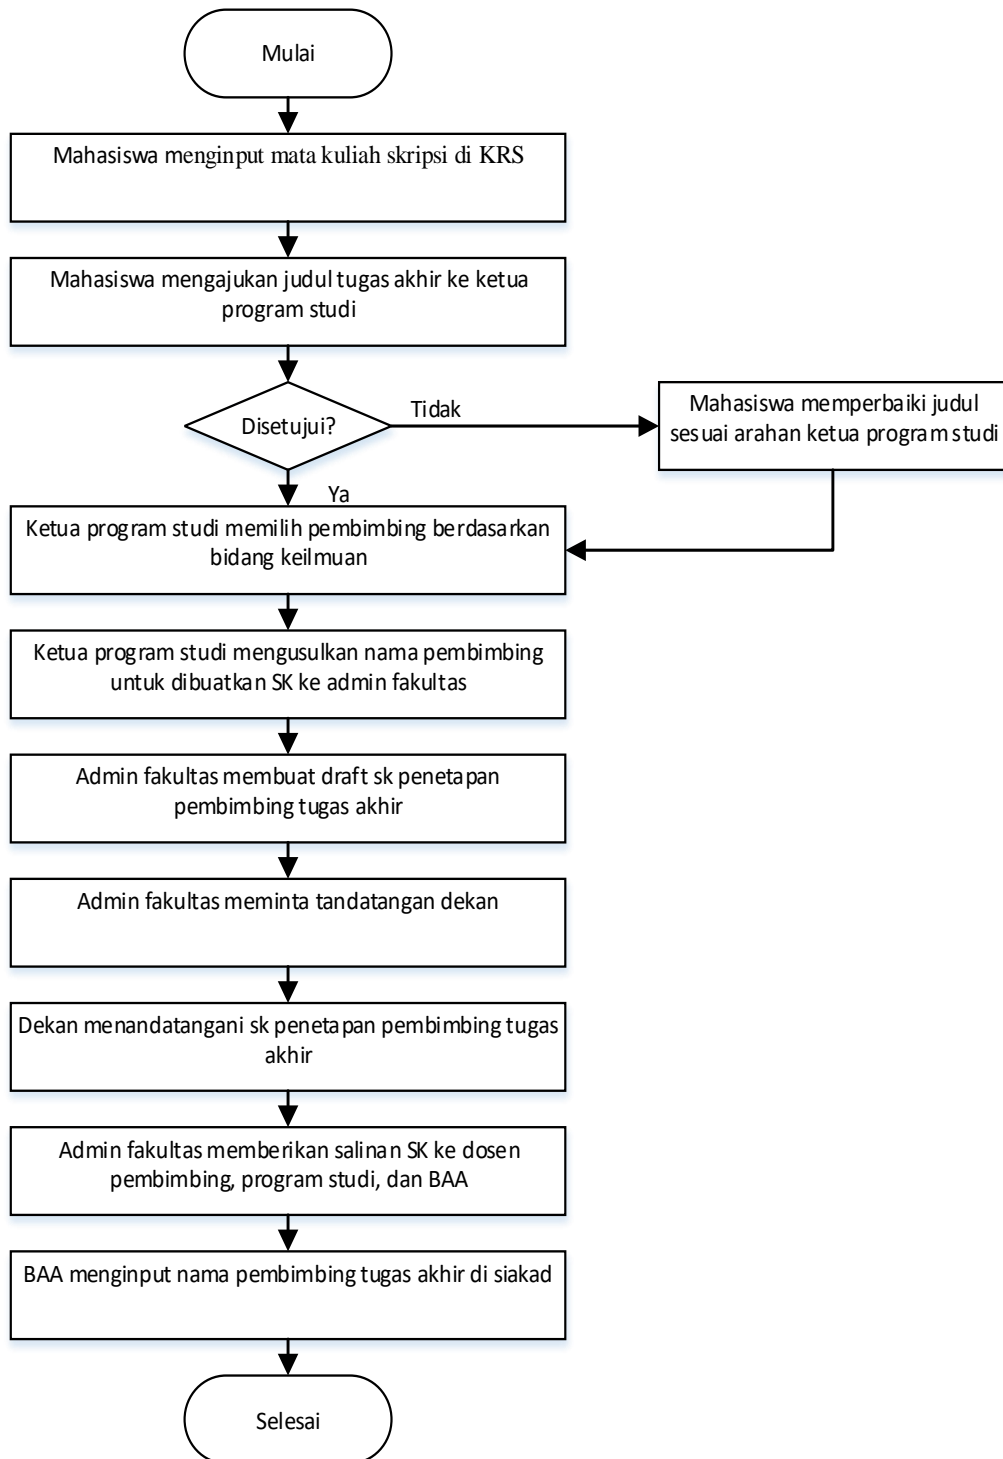 Mulai
Mahasiswa menginput mata kuliah skripsi di KRS
Mahasiswa mengajukan judul tugas akhir ke ketua
program studi
Disetujui?
Tidak
Mahasiswa memperbaiki judul
sesuai arahan ketua program studi
Ya
Ketua program studi memilih pembimbing berdasarkan
bidang keilmuan
Ketua program studi mengusulkan nama pembimbing
untuk dibuatkan SK ke admin fakultas
Admin fakultas membuat draft sk penetapan
pembimbing tugas akhir
Admin fakultas meminta tandatangan dekan
Dekan menandatangani sk penetapan pembimbing tugas
akhir
Admin fakultas memberikan salinan SK ke dosen
pembimbing, program studi, dan BAA
BAA menginput nama pembimbing tugas akhir di siakad
Selesai